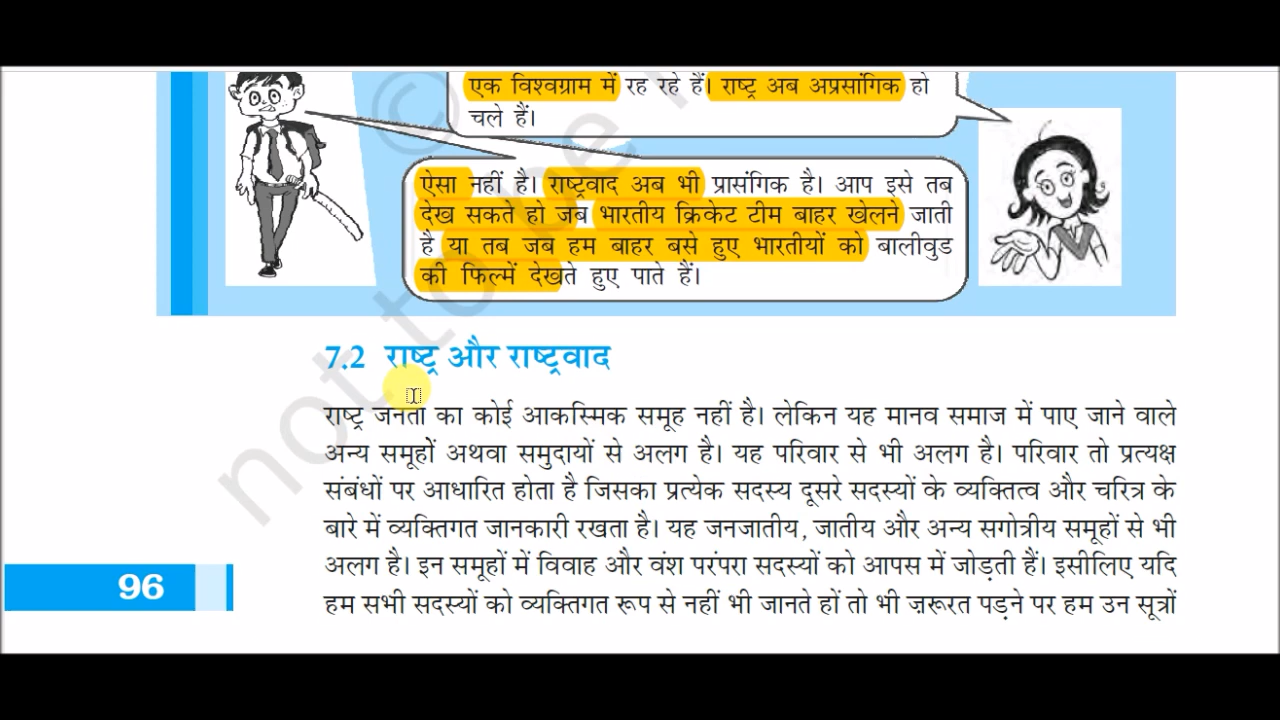 एक विश्वग्राम में रह रहे हैं। राष्ट्र अब अप्रसांगिक हो
चले हैं।
ऐसा नहीं है। राष्ट्रवाद अब भी प्रासंगिक है। आप इसे तब
देख सकते हो जब भारतीय क्रिकेट टीम बाहर खेलने जाती
है या तब जब हम बाहर बसे हुए भारतीयों को बालीवुड
की फिल्में देखते हुए पाते हैं।
7.2 राष्ट्र और राष्ट्रवाद
राष्ट्र जनता का कोई आकस्मिक समूह नहीं है। लेकिन यह मानव समाज में पाए जाने वाले
अन्य समूहों अथवा समुदायों से अलग है। यह परिवार से भी अलग है। परिवार तो प्रत्यक्ष
संबंधों पर आधारित होता है जिसका प्रत्येक सदस्य दूसरे सदस्यों के व्यक्तित्व और चरित्र के
बारे में व्यक्तिगत जानकारी रखता है। यह जनजातीय, जातीय और अन्य सगोत्रीय समूहों से भी
अलग है। इन समूहों में विवाह और वंश परंपरा सदस्यों को आपस में जोड़ती हैं। इसीलिए यदि
हम सभी सदस्यों को व्यक्तिगत रूप से नहीं भी जानते हों तो भी ज़रूरत पड़ने पर हम उन सूत्रों
96
©
not to be